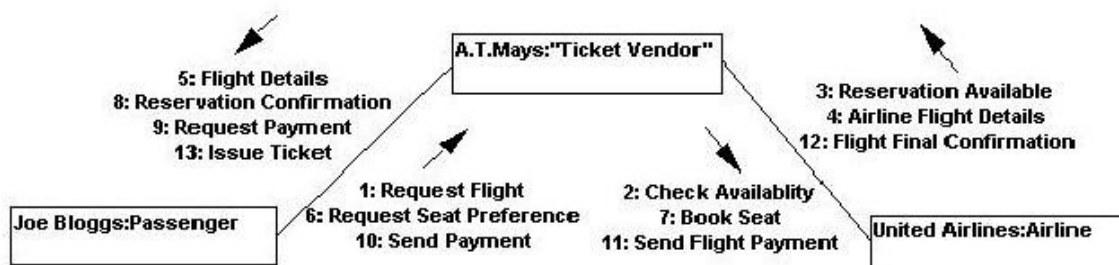 A.T.Mays:"Ticket Vendor"
5: Flight Details
8: Reservation Confirmation
9: Request Payment
13: Issue Ticket
3: Reservation Available
4: Airline Flight Details
12: Flight Final Confirmation
1: Request Flight
6: Request Seat Preference
10: Send Payment
2: Check Availablity
7: Book Seat
11: Send Flight Payment
Joe Bloggs:Passenger
United Airlines:Airline